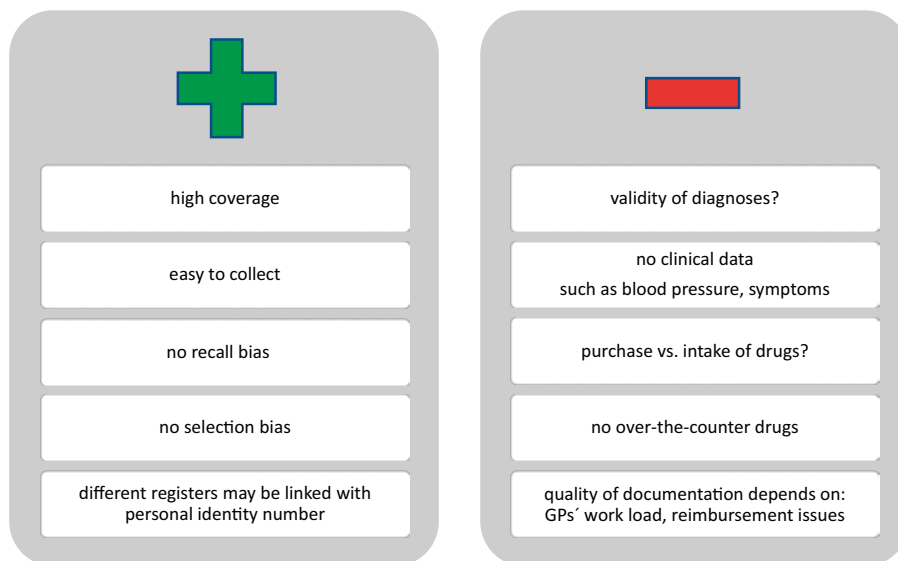 high coverage
easy to collect
no recall bias
no selection bias
different registers may be linked with
personal identity number
validity of diagnoses?
no clinical data
such as blood pressure, symptoms
purchase vs. intake of drugs?
no over-the-counter drugs
quality of documentation depends on:
GPs´ work load, reimbursement issues